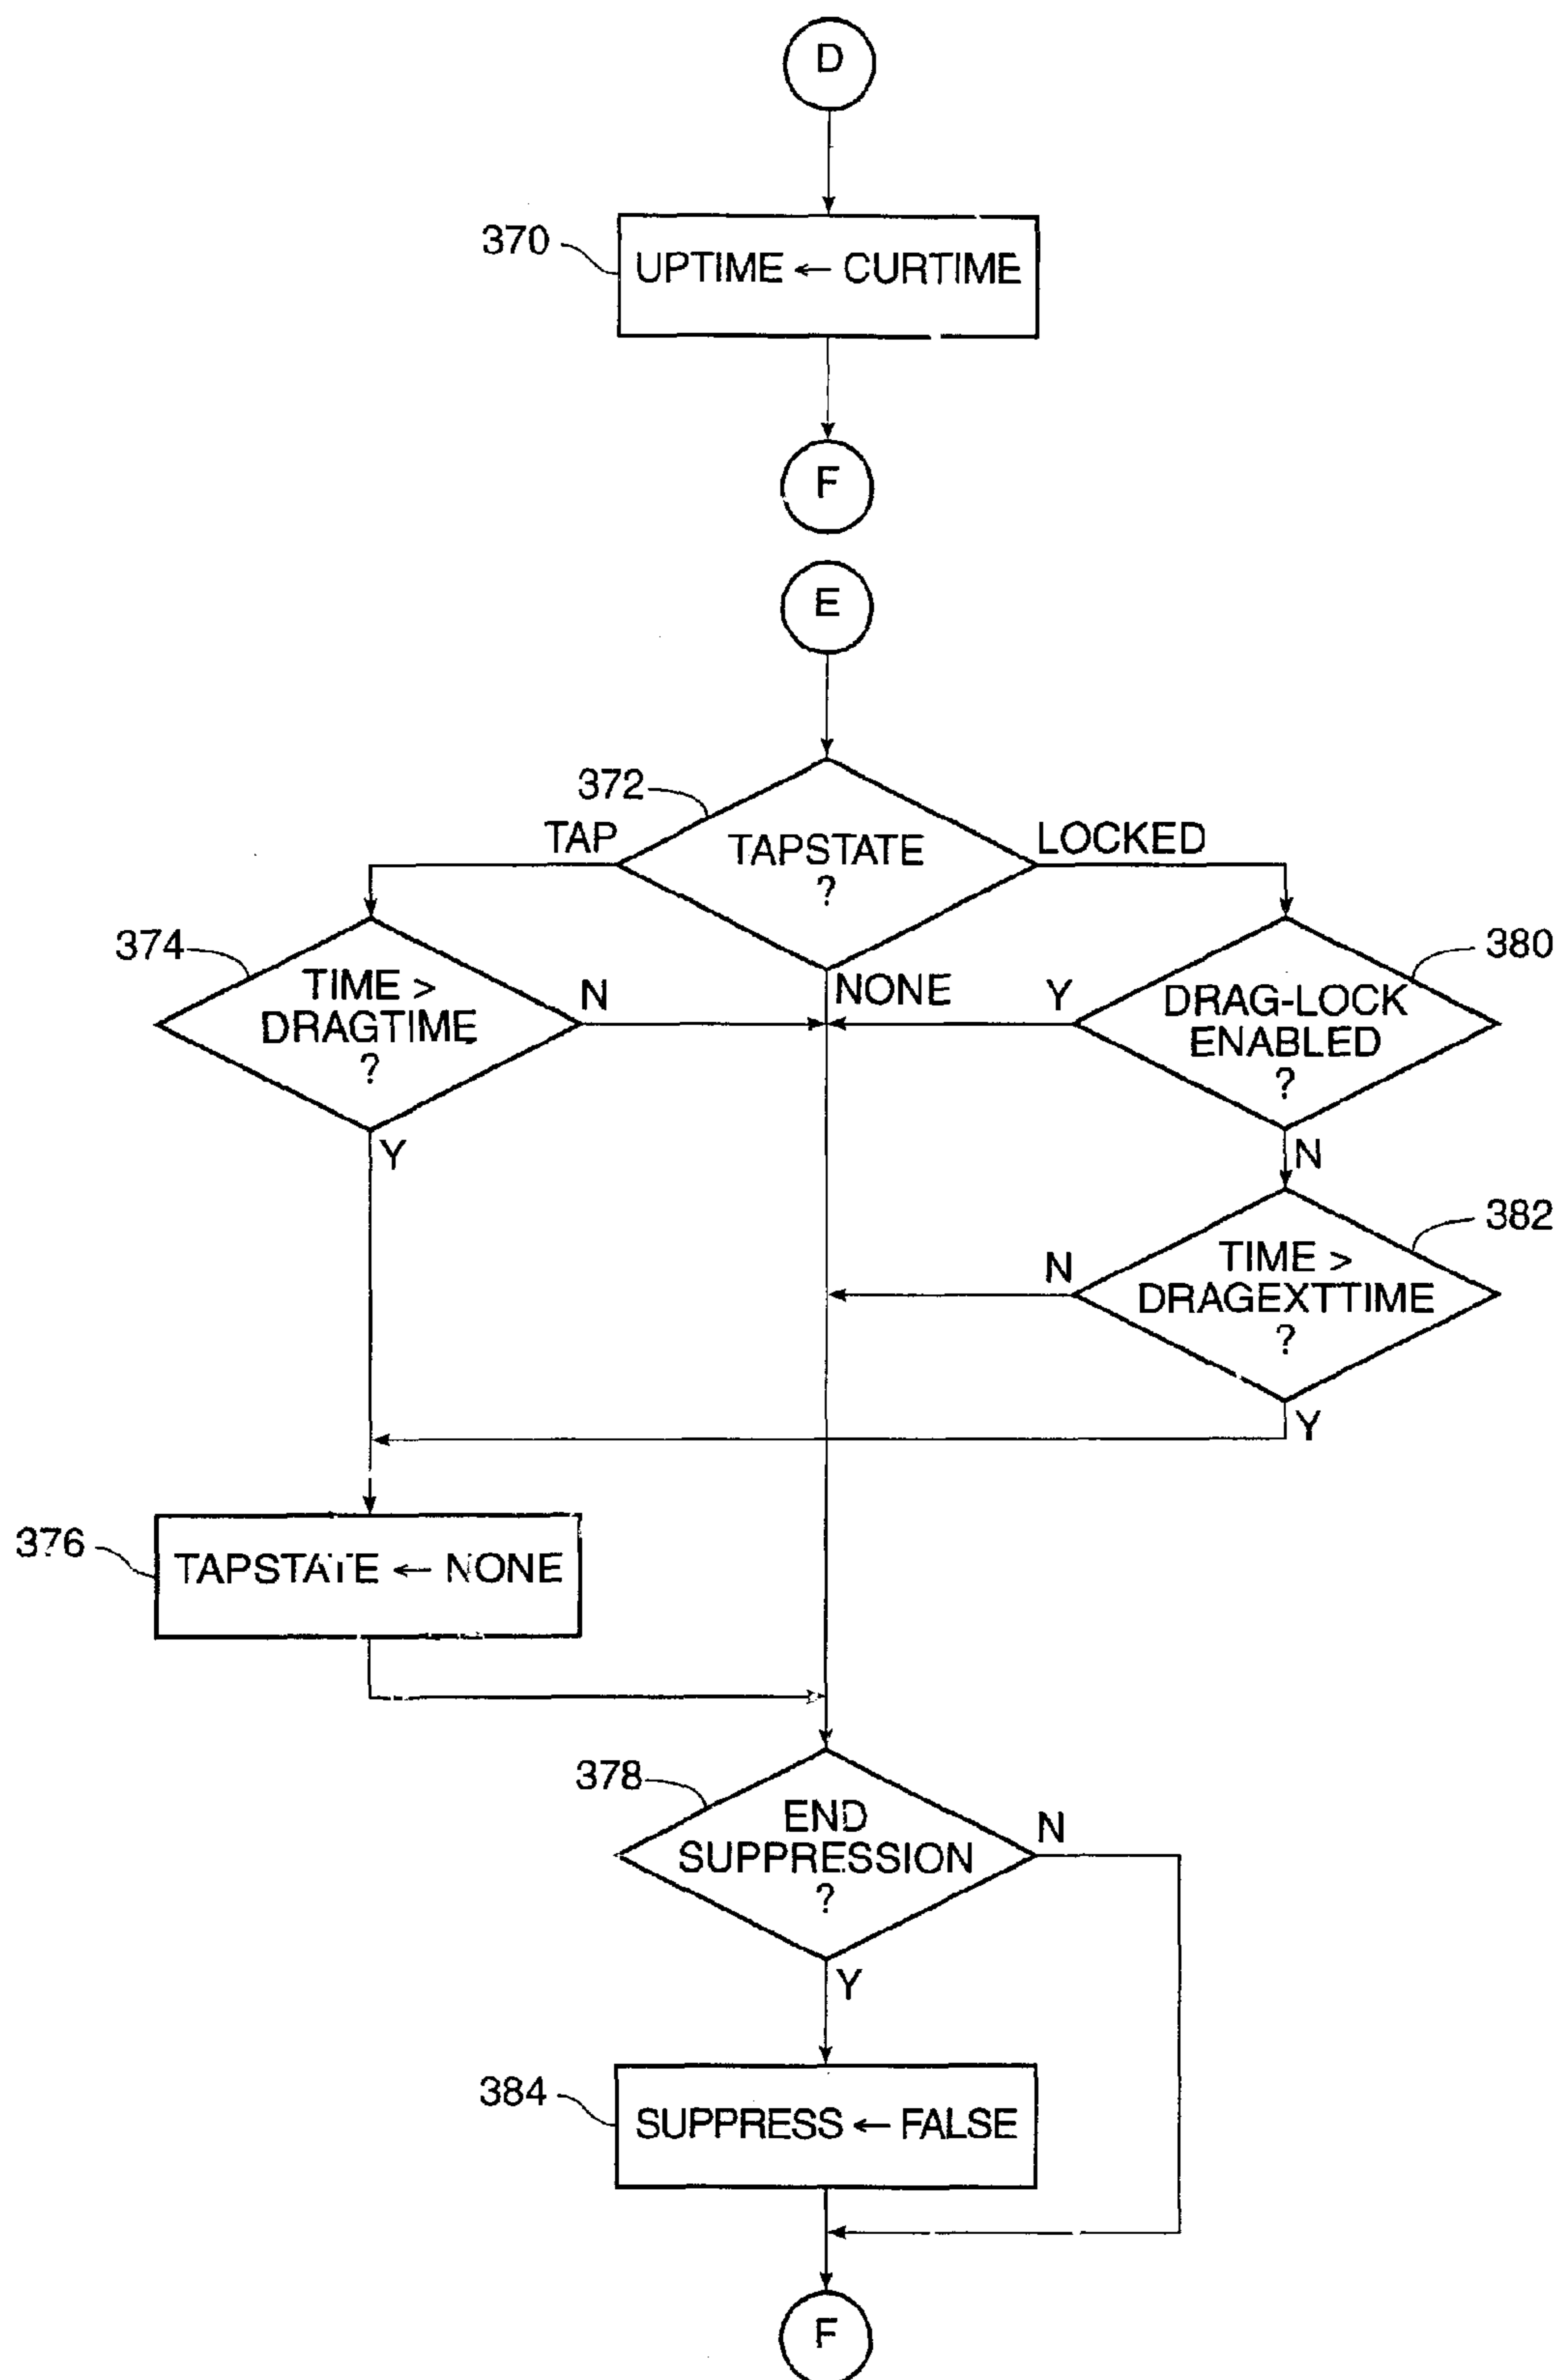 D
370
UPTIME ← CURTIME
F
E
372
TAP
TAPSTATE
?
LOCKED
374
TIME >
DRAGTIME
?
N
NONE
Y
DRAG-LOCK
ENABLED
?
380
Y
N
382
N
TIME >
DRAGEXTTIME
?
Y
376
TAPSTATE ← NONE
378
END
SUPPRESSION
?
N
Y
384
SUPPRESS ← FALSE
F